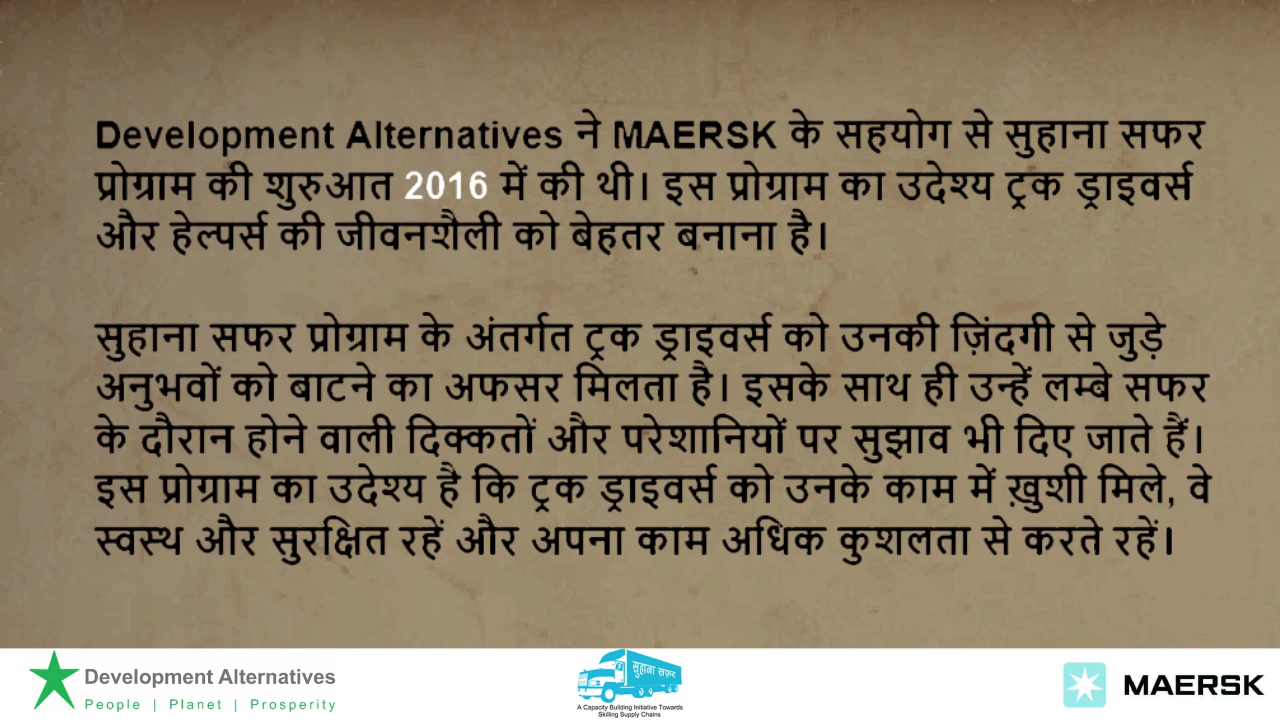 Development Alternatives ने MAERSK के सहयोग से सुहाना सफर
प्रोग्राम की शुरुआत 2016 में की थी। इस प्रोग्राम का उदेश्य ट्रक ड्राइवर्स
और हेल्पर्स की जीवनशैली को बेहतर बनाना है।
सुहाना सफर प्रोग्राम के अंतर्गत ट्रक ड्राइवर्स को उनकी ज़िंदगी से जुड़े
अनुभवों को बाटने का अफसर मिलता है। इसके साथ ही उन्हें लम्बे सफर
के दौरान होने वाली दिक्कतों और परेशानियों पर सुझाव भी दिए जाते हैं।
इस प्रोग्राम का उदेश्य है कि ट्रक ड्राइवर्स को उनके काम में ख़ुशी मिले, वे
स्वस्थ और सुरक्षित रहें और अपना काम अधिक कुशलता से करते रहें।
Development Alternatives
People | Planet | Prosperity
सुहाना सफ़र
A Capacity Building Initiative Towards
Skilling Supply Chains
MAERSK